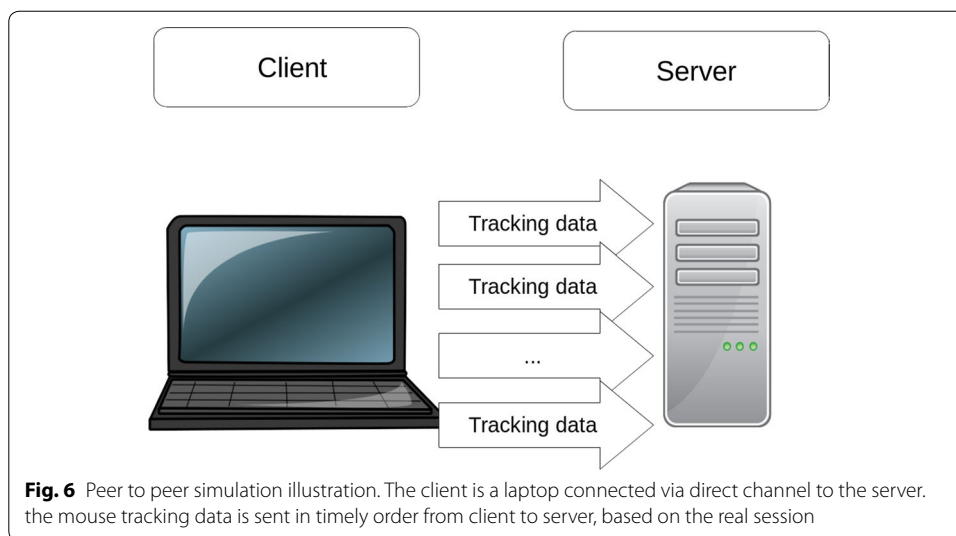 Client
Server
Tracking data
Tracking data
...
Tracking data
Fig. 6 Peer to peer simulation illustration. The client is a laptop connected via direct channel to the server.
the mouse tracking data is sent in timely order from client to server, based on the real session